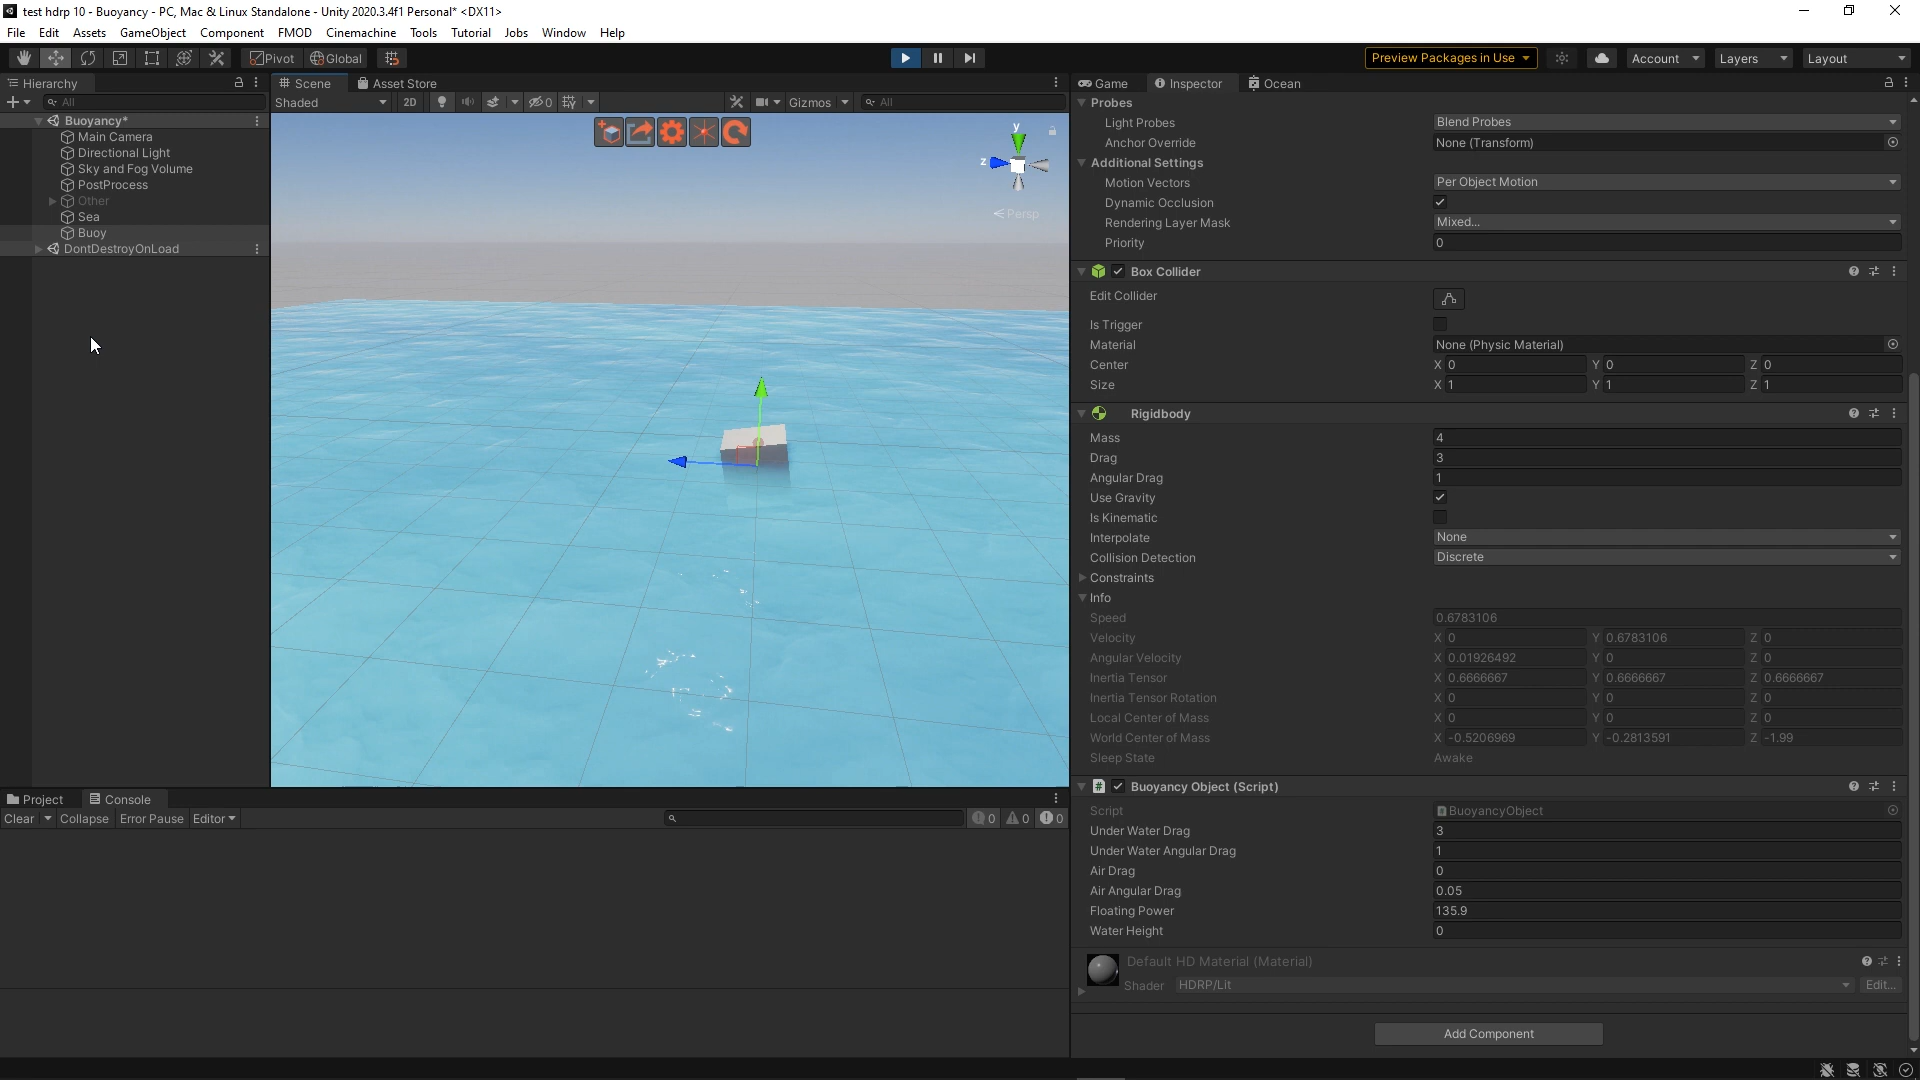 test hdrp 10 - Buoyancy - PC, Mac & Linux Standalone - Unity 2020.3.4f1 Personal* <DX11>
File Edit Assets GameObject Component FMOD Cinemachine Tools Tutorial Jobs Window Help
Pivot Global Preview Packages in Use Account Layers Layout
Hierarchy
All
Buoyancy*
Main Camera
Directional Light
Sky and Fog Volume
PostProcess
Other
Sea
Buoy
DontDestroyOnLoad
Scene Asset Store
Shaded 2D 0 Gizmos All
y
z
Persp
Project Console
Clear Collapse Error Pause Editor 0 0 0
Game Inspector Ocean
Probes
Light Probes Blend Probes
Anchor Override None (Transform)
Additional Settings
Motion Vectors Per Object Motion
Dynamic Occlusion
Rendering Layer Mask Mixed...
Priority 0
Box Collider
Edit Collider
Is Trigger
Material None (Physic Material)
Center X 0 Y 0 Z 0
Size X 1 Y 1 Z 1
Rigidbody
Mass 4
Drag 3
Angular Drag 1
Use Gravity
Is Kinematic
Interpolate None
Collision Detection Discrete
Constraints
Info
Speed 0.6783106
Velocity X 0 Y 0.6783106 Z 0
Angular Velocity X 0.01926492 Y 0 Z 0
Inertia Tensor X 0.6666667 Y 0.6666667 Z 0.6666667
Inertia Tensor Rotation X 0 Y 0 Z 0
Local Center of Mass X 0 Y 0 Z 0
World Center of Mass X -0.5206969 Y -0.2813591 Z -1.99
Sleep State Awake
Buoyancy Object (Script)
Script BuoyancyObject
Under Water Drag 3
Under Water Angular Drag 1
Air Drag 0
Air Angular Drag 0.05
Floating Power 135.9
Water Height 0
Default HD Material (Material)
Shader HDRP/Lit Edit...
Add Component